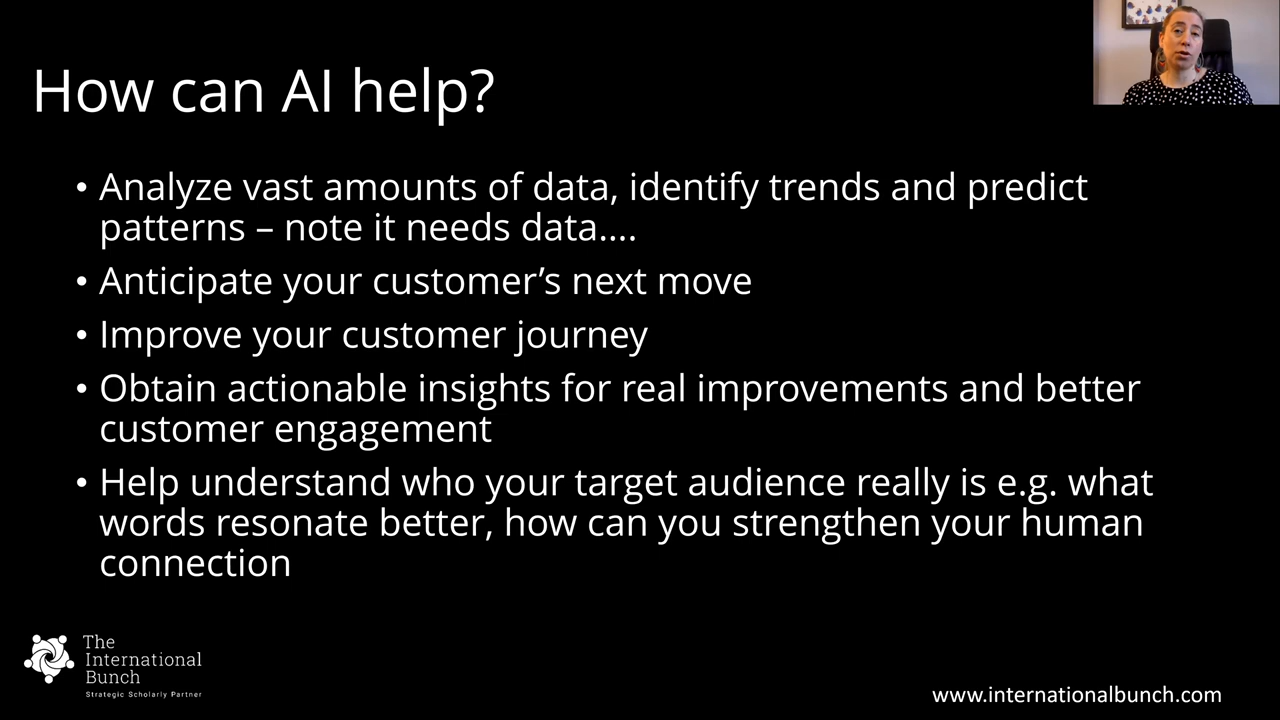 How can AI help?
• Analyze vast amounts of data, identify trends and predict
patterns – note it needs data....
• Anticipate your customer’s next move
• Improve your customer journey
• Obtain actionable insights for real improvements and better
customer engagement
• Help understand who your target audience really is e.g. what
words resonate better, how can you strengthen your human
connection
The
International
Bunch
Strategic Scholarly Partner
www.internationalbunch.com